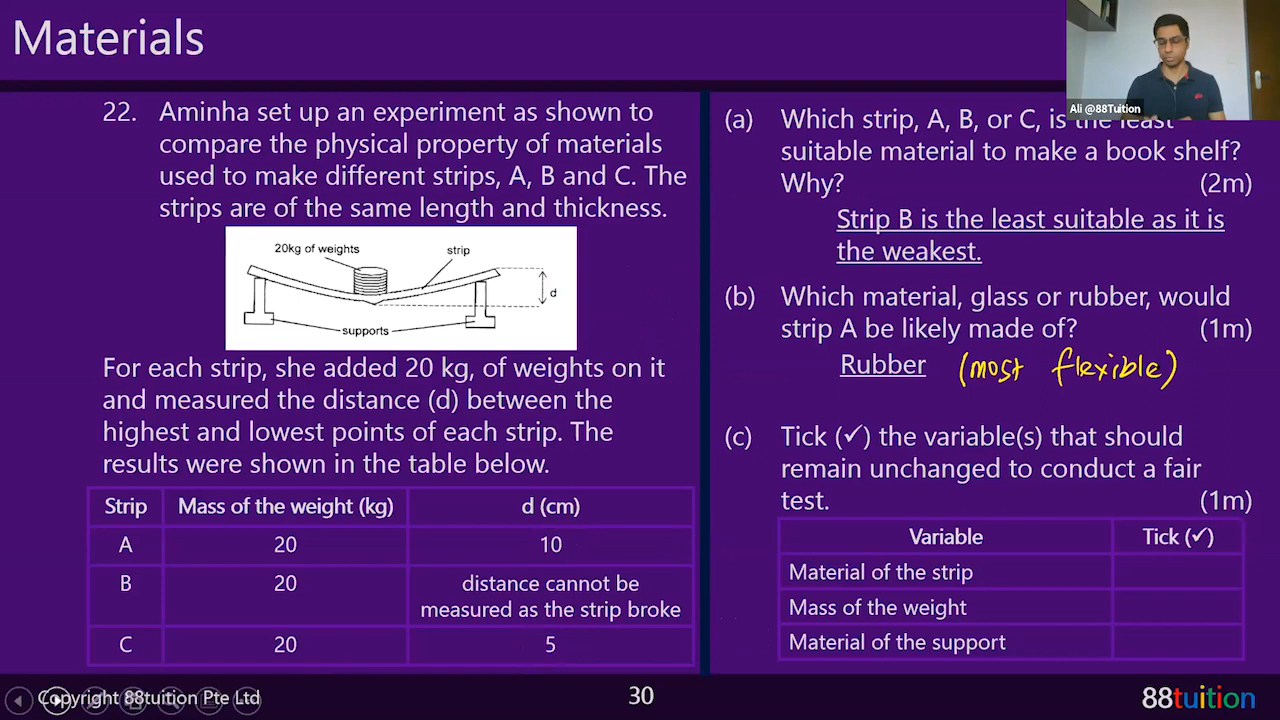 Materials
Ali @88Tuition
22. Aminha set up an experiment as shown to
compare the physical property of materials
used to make different strips, A, B and C. The
strips are of the same length and thickness.
20kg of weights
strip
d
supports
For each strip, she added 20 kg, of weights on it
and measured the distance (d) between the
highest and lowest points of each strip. The
results were shown in the table below.
Strip Mass of the weight (kg) d (cm)
A 20 10
B 20 distance cannot be
measured as the strip broke
C 20 5
(a) Which strip, A, B, or C, is the least
suitable material to make a book shelf?
Why? (2m)
Strip B is the least suitable as it is
the weakest.
(b) Which material, glass or rubber, would
strip A be likely made of? (1m)
Rubber (most flexible)
(c) Tick (✓) the variable(s) that should
remain unchanged to conduct a fair
test. (1m)
Variable Tick (✓)
Material of the strip
Mass of the weight
Material of the support
Copyright 88tuition Pte Ltd
30
88tuition